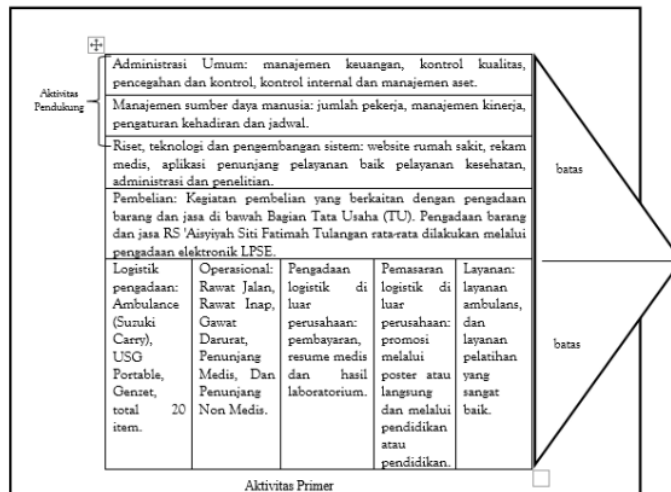 Aktivitas
Pendukung
Administrasi Umum: manajemen keuangan, kontrol kualitas,
pencegahan dan kontrol, kontrol internal dan manajemen aset.
Manajemen sumber daya manusia: jumlah pekerja, manajemen kinerja,
pengaturan kehadiran dan jadwal.
Riset, teknologi dan pengembangan sistem: website rumah sakit, rekam
medis, aplikasi penunjang pelayanan baik pelayanan kesehatan,
administrasi dan penelitian.
Pembelian: Kegiatan pembelian yang berkaitan dengan pengadaan
barang dan jasa di bawah Bagian Tata Usaha (TU). Pengadaan barang
dan jasa RS 'Aisyiyah Siti Fatimah Tulangan rata-rata dilakukan melalui
pengadaan elektronik LPSE.
Logistik
pengadaan:
Ambulance
(Suzuki
Carry),
USG
Portable,
Genzet,
total 20
item.
Operasional:
Rawat Jalan,
Rawat Inap,
Gawat
Darurat,
Penunjang
Medis, Dan
Penunjang
Non Medis.
Pengadaan
logistik di
luar
perusahaan:
pembayaran,
resume medis
dan hasil
laboratorium.
Pemasaran
logistik di
luar
perusahaan:
promosi
melalui
poster atau
langsung
dan melalui
pendidikan
atau
pendidikan.
Layanan:
layanan
ambulans,
dan
layanan
pelatihan
yang
sangat
baik.
batas
batas
Aktivitas Primer